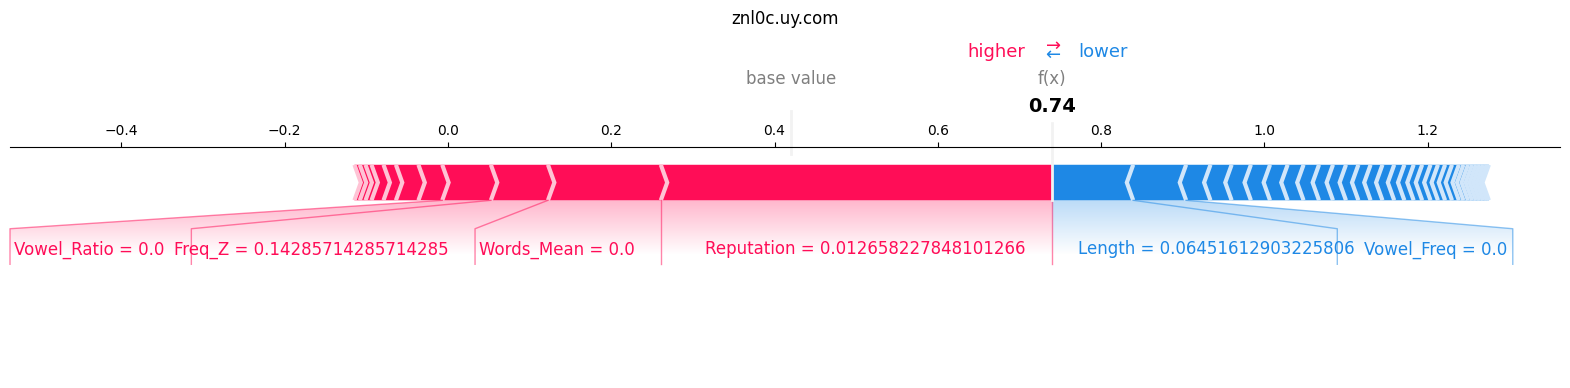 znl0c.uy.com
higher ⇄ lower
base value f(x)
0.74
−0.4 −0.2 0.0 0.2 0.4 0.6 0.8 1.0 1.2
Vowel_Ratio = 0.0 Freq_Z = 0.14285714285714285 Words_Mean = 0.0 Reputation = 0.012658227848101266 Length = 0.06451612903225806 Vowel_Freq = 0.0